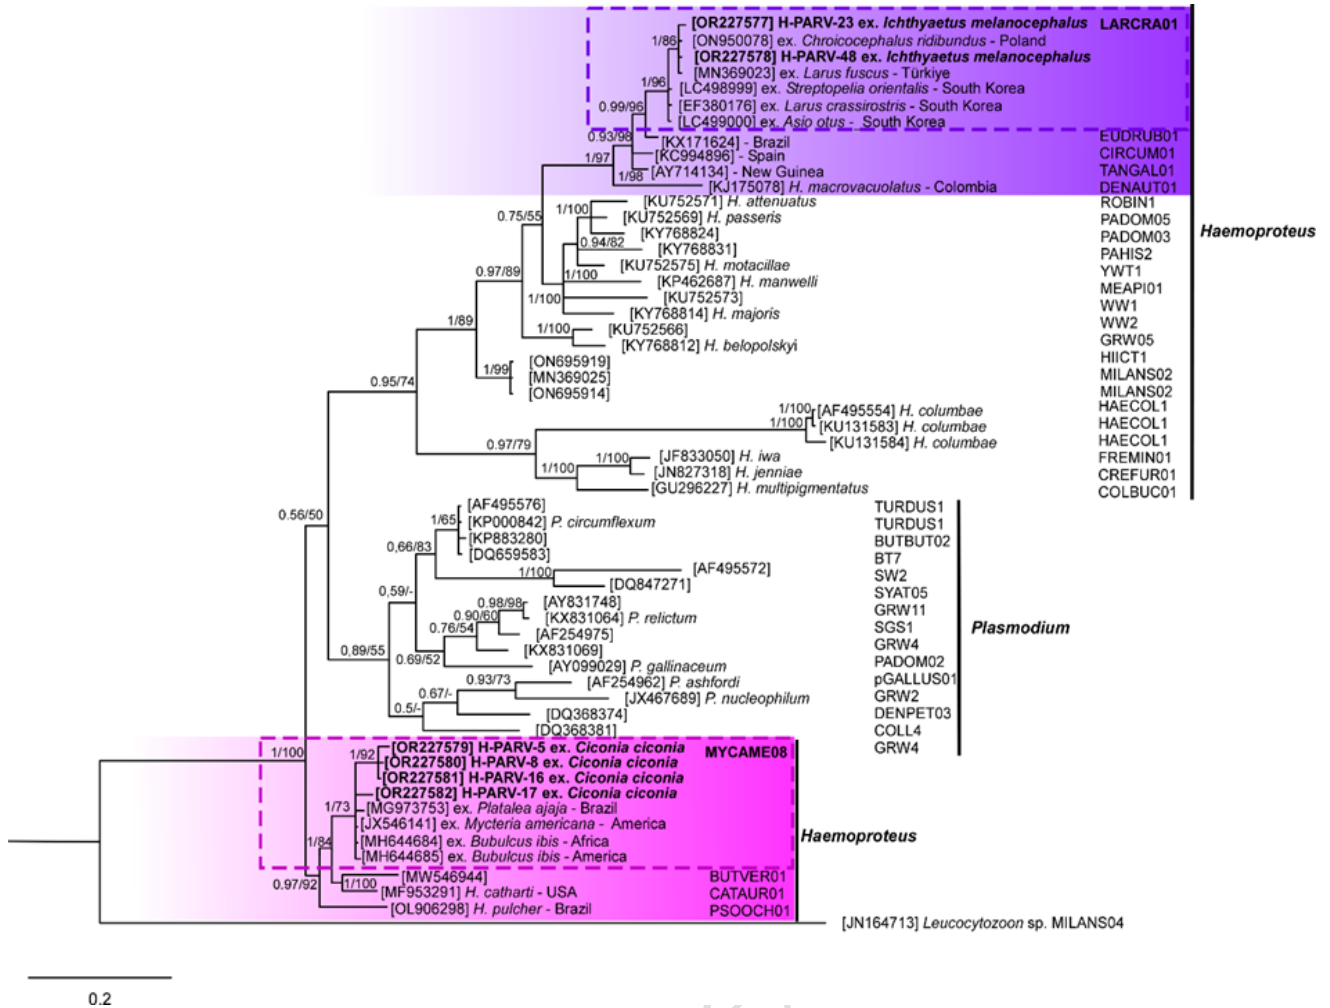 [OR227577] H-PARV-23 ex. Ichthyaetus melanocephalus LARCRA01
1/86 [ON950078] ex. Chroicocephalus ridibundus - Poland
[OR227578] H-PARV-48 ex. Ichthyaetus melanocephalus
[MN369023] ex. Larus fuscus - Türkiye
1/96 [LC498999] ex. Streptopelia orientalis - South Korea
0.99/96 [EF380176] ex. Larus crassirostris - South Korea
[LC499000] ex. Asio otus - South Korea
0.93/98 [KX171624] - Brazil EUDRUB01
1/97 [KC994896] - Spain CIRCUM01
1/98 [AY714134] - New Guinea TANGAL01
[KJ175078] H. macrovacuolatus - Colombia DENAUT01
[KU752571] H. attenuatus ROBIN1
0.75/55 1/100 [KU752569] H. passeris PADOM05
[KY768824] PADOM03
Haemoproteus
0.94/82 [KY768831] PAHIS2
[KU752575] H. motacillae YWT1
0.97/89 1/100 [KP462687] H. manwelli MEAPI01
1/100 [KU752573] WW1
[KY768814] H. majoris WW2
1/89 1/100 [KU752566] GRW05
[KY768812] H. belopolskyi HIICT1
[ON695919] MILANS02
1/99 [MN369025] MILANS02
0.95/74 [ON695914] HAECOL1
1/100 [AF495554] H. columbae HAECOL1
1/100 [KU131583] H. columbae HAECOL1
0.97/79 [KU131584] H. columbae FREMIN01
1/100 [JF833050] H. iwa CREFUR01
1/100 [JN827318] H. jenniae COLBUC01
[GU296227] H. multipigmentatus
[AF495576] TURDUS1
0.56/50 1/65 [KP000842] P. circumflexum TURDUS1
[KP883280] BUTBUT02
0,66/83 [DQ659583] BT7
1/100 [AF495572] SW2
0,59/- [DQ847271] SYAT05
0.98/98 [AY831748] GRW11
0.90/60 [KX831064] P. relictum SGS1
Plasmodium
0.76/54 [AF254975] GRW4
0,89/55 [KX831069] PADOM02
0.69/52 [AY099029] P. gallinaceum pGALLUS01
0.93/73 [AF254962] P. ashfordi GRW2
0.67/- [JX467689] P. nucleophilum DENPET03
0.5/- [DQ368374] COLL4
[DQ368381] GRW4
1/100 1/92 [OR227579] H-PARV-5 ex. Ciconia ciconia MYCAME08
[OR227580] H-PARV-8 ex. Ciconia ciconia
[OR227581] H-PARV-16 ex. Ciconia ciconia
[OR227582] H-PARV-17 ex. Ciconia ciconia
1/73 [MG973753] ex. Platalea ajaja - Brazil
[JX546141] ex. Mycteria americana - America
1/84 [MH644684] ex. Bubulcus ibis - Africa Haemoproteus
[MH644685] ex. Bubulcus ibis - America
0.97/92 [MW546944] BUTVER01
1/100 [MF953291] H. catharti - USA CATAUR01
[OL906298] H. pulcher - Brazil PSOOCH01
[JN164713] Leucocytozoon sp. MILANS04
0.2